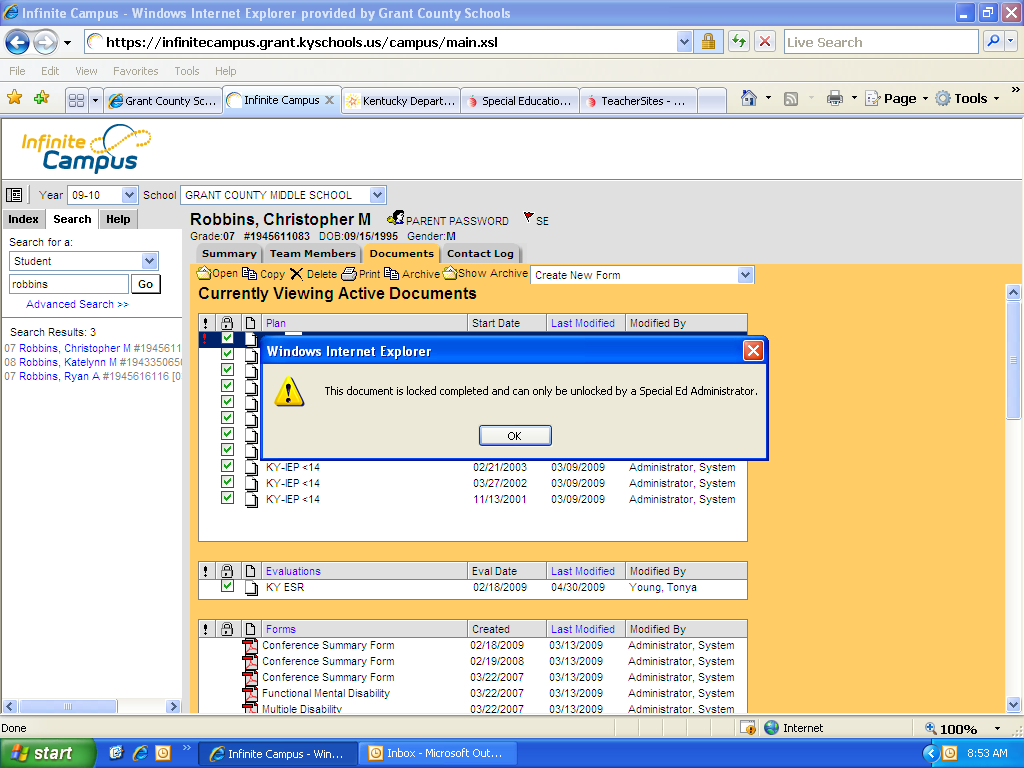 Infinite Campus - Windows Internet Explorer provided by Grant County Schools
https://infinitecampus.grant.kyschools.us/campus/main.xsl
Live Search
File Edit View Favorites Tools Help
Grant County Sc... Infinite Campus Kentucky Depart... Special Educatio... TeacherSites - ... Page Tools
Infinite Campus
Year 09-10 School GRANT COUNTY MIDDLE SCHOOL
Index Search Help
Search for a:
Student
robbins Go
Advanced Search >>
Search Results: 3
07 Robbins, Christopher M #1945611
08 Robbins, Katelynn M #1943350650
07 Robbins, Ryan A #1945616116 [0
Robbins, Christopher M PARENT PASSWORD SE
Grade:07 #1945611083 DOB:09/15/1995 Gender:M
Summary Team Members Documents Contact Log
Open Copy Delete Print Archive Show Archive Create New Form
Currently Viewing Active Documents
! Plan Start Date Last Modified Modified By
!
Windows Internet Explorer
This document is locked completed and can only be unlocked by a Special Ed Administrator.
OK
KY-IEP <14 02/21/2003 03/09/2009 Administrator, System
KY-IEP <14 03/27/2002 03/09/2009 Administrator, System
KY-IEP <14 11/13/2001 03/09/2009 Administrator, System
! Evaluations Eval Date Last Modified Modified By
KY ESR 02/18/2009 04/30/2009 Young, Tonya
! Forms Created Last Modified Modified By
Conference Summary Form 02/18/2009 03/13/2009 Administrator, System
Conference Summary Form 02/19/2008 03/13/2009 Administrator, System
Conference Summary Form 03/22/2007 03/13/2009 Administrator, System
Functional Mental Disability 03/22/2007 03/13/2009 Administrator, System
Multiple Disability 03/22/2007 03/13/2009 Administrator, System
Done Internet 100%
start Infinite Campus - Win... Inbox - Microsoft Out... 8:53 AM